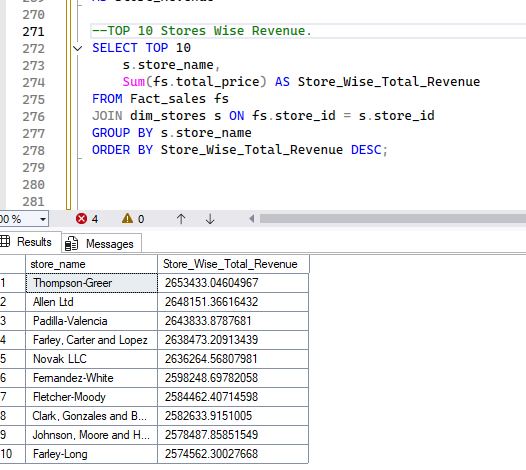 271
--TOP 10 Stores Wise Revenue.
272
SELECT TOP 10
273
s.store_name,
274
Sum(fs.total_price) AS Store_Wise_Total_Revenue
275
FROM Fact_sales fs
276
JOIN dim_stores s ON fs.store_id = s.store_id
277
GROUP BY s.store_name
278
ORDER BY Store_Wise_Total_Revenue DESC;
279
280
281
00 %
4
0
Results
Messages
store_name Store_Wise_Total_Revenue
1 Thompson-Greer 2653433.04604967
2 Allen Ltd 2648151.36616432
3 Padilla-Valencia 2643833.8787681
4 Farley, Carter and Lopez 2638473.20913439
5 Novak LLC 2636264.56807981
6 Fernandez-White 2598248.69782058
7 Fletcher-Moody 2584462.40714598
8 Clark, Gonzales and B... 2582633.9151005
9 Johnson, Moore and H... 2578487.85851549
10 Farley-Long 2574562.30027668